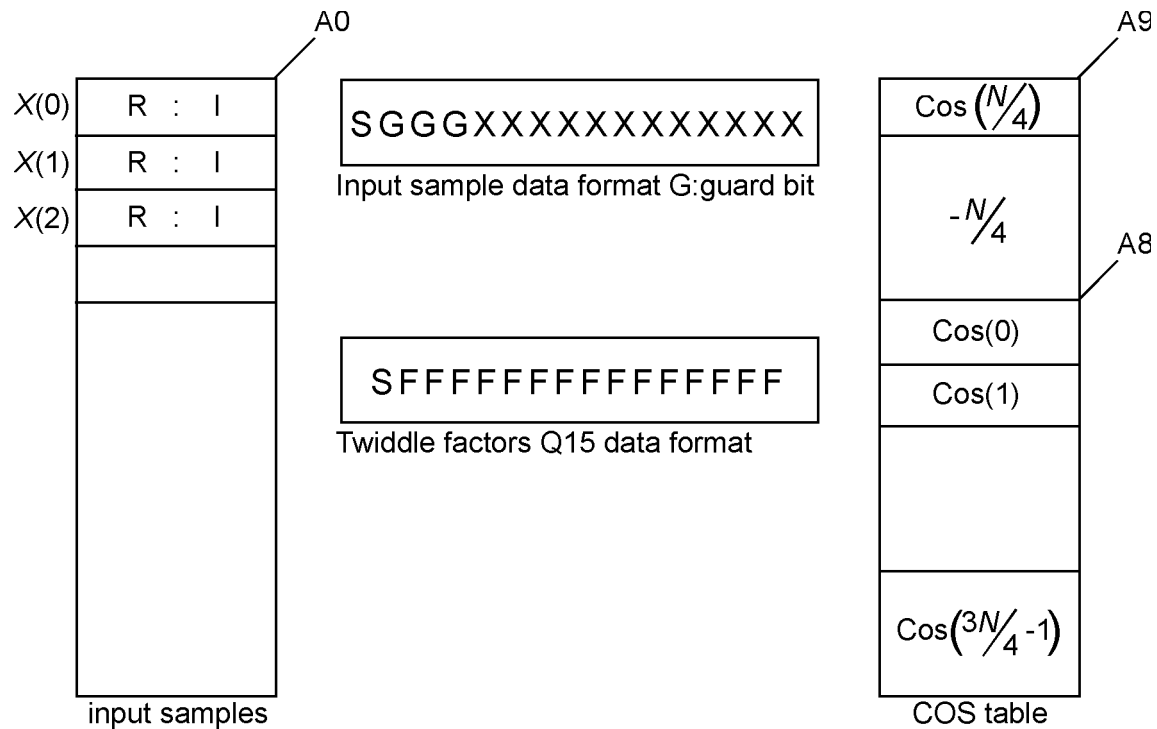 A0
X(0) R : I
X(1) R : I
X(2) R : I
input samples
SGGGXXXXXXXXXXXX
Input sample data format G:guard bit
SFFFFFFFFFFFFFFF
Twiddle factors Q15 data format
A9
Cos (N/4)
-N/4
A8
Cos(0)
Cos(1)
Cos(3N/4 -1)
COS table